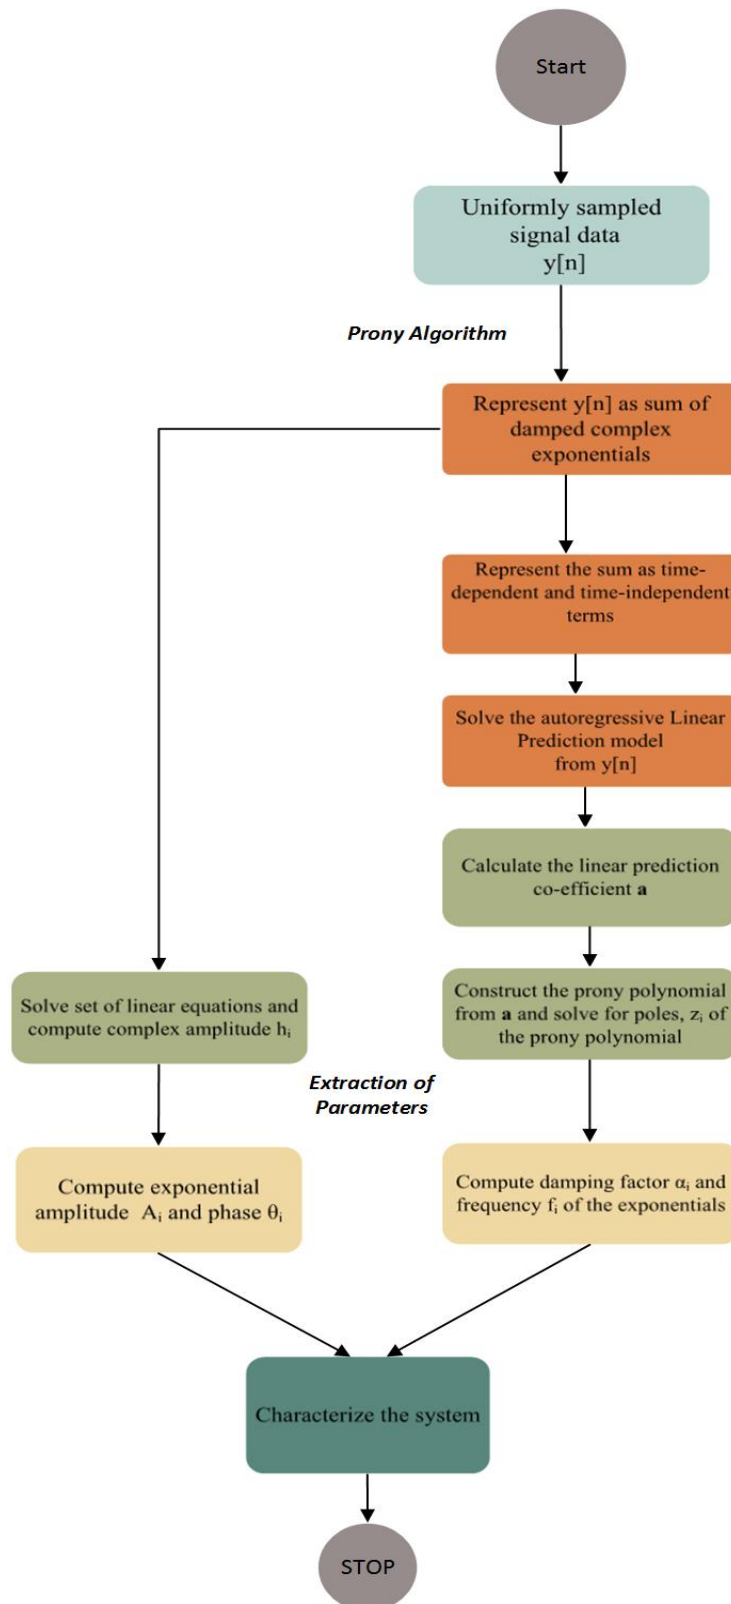 Start
Uniformly sampled
signal data
y[n]
Prony Algorithm
Represent y[n] as sum of
damped complex
exponentials
Represent the sum as time-
dependent and time-independent
terms
Solve the autoregressive Linear
Prediction model
from y[n]
Calculate the linear prediction
co-efficient a
Solve set of linear equations and
compute complex amplitude hᵢ
Construct the prony polynomial
from a and solve for poles, zᵢ of
the prony polynomial
Extraction of
Parameters
Compute exponential
amplitude Aᵢ and phase θᵢ
Compute damping factor αᵢ and
frequency fᵢ of the exponentials
Characterize the system
STOP